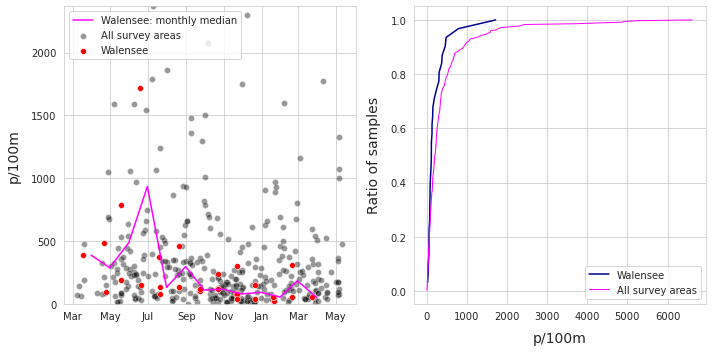 Walensee: monthly median
All survey areas
Walensee
p/100m
2000
1500
1000
500
0
Mar May Jul Sep Nov Jan Mar May
Ratio of samples
1.0
0.8
0.6
0.4
0.2
0.0
Walensee
All survey areas
0 1000 2000 3000 4000 5000 6000
p/100m